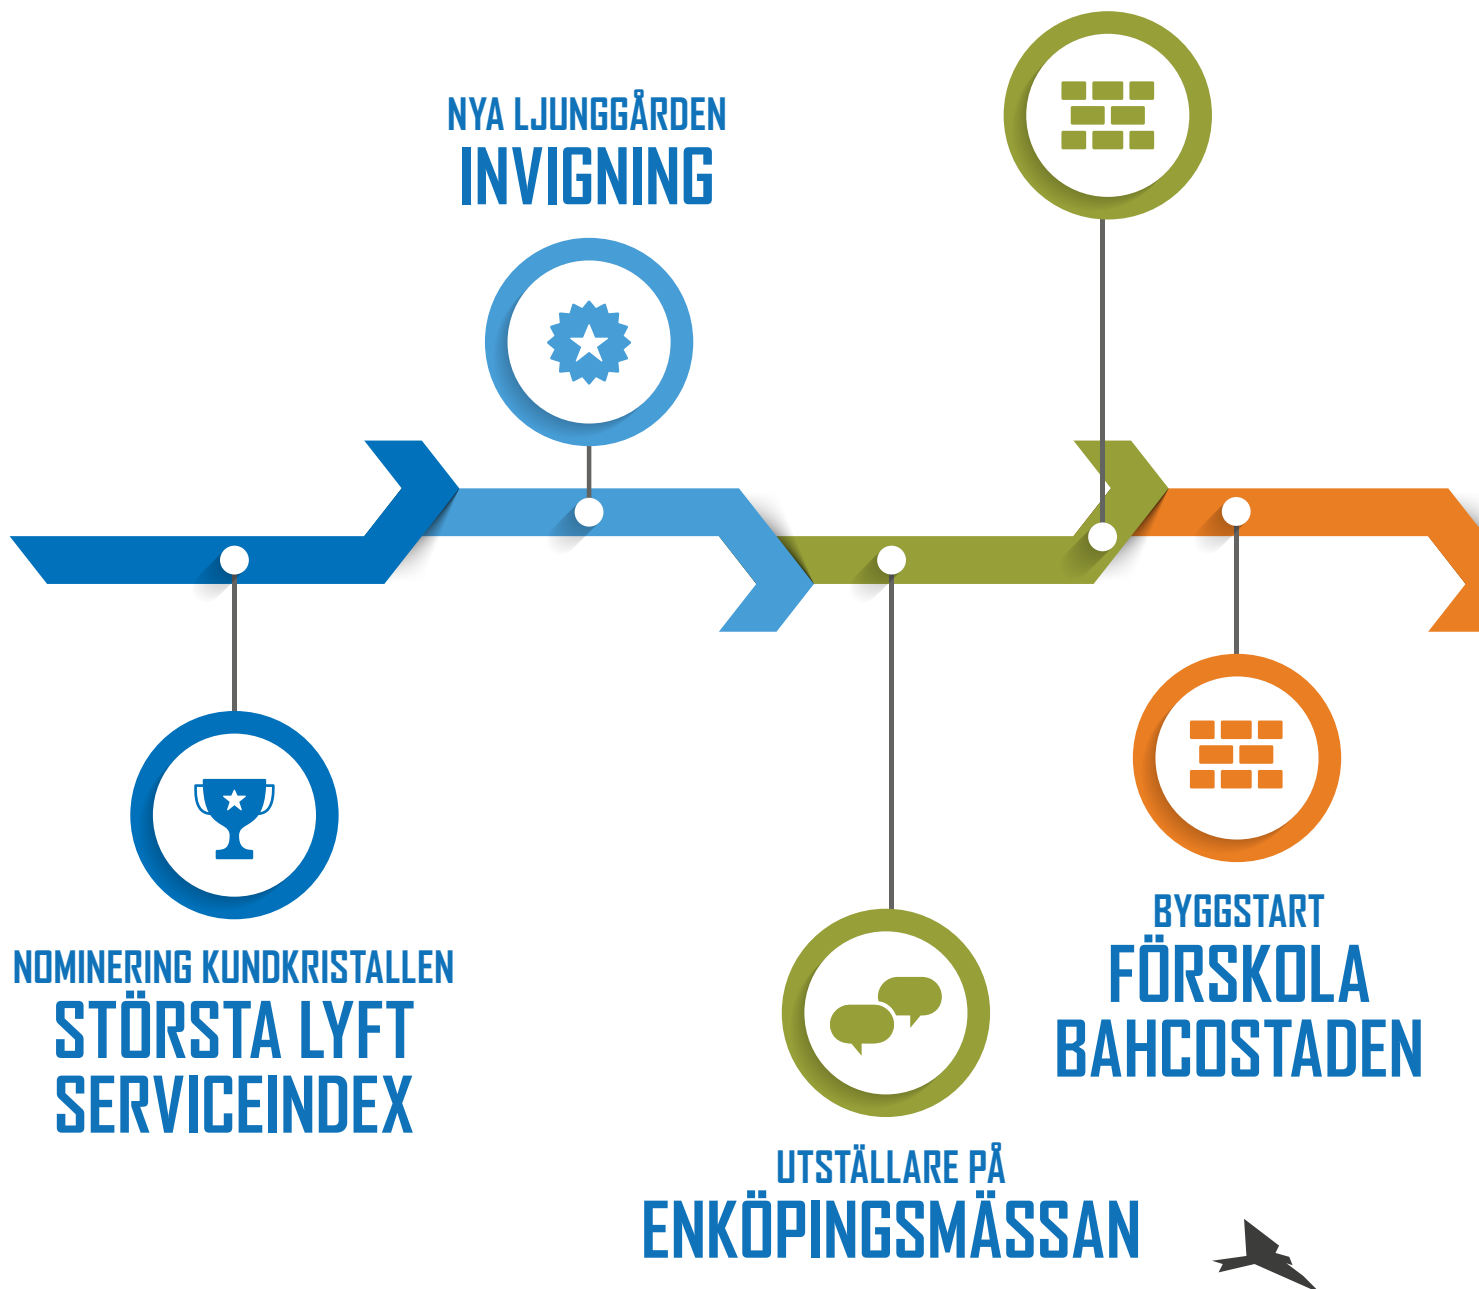 NYA LJUNGGÅRDEN
INVIGNING
NOMINERING KUNDKRISTALLEN
STÖRSTA LYFT
SERVICEINDEX
UTSTÄLLARE PÅ
ENKÖPINGSMÄSSAN
BYGGSTART
FÖRSKOLA
BAHCOSTADEN